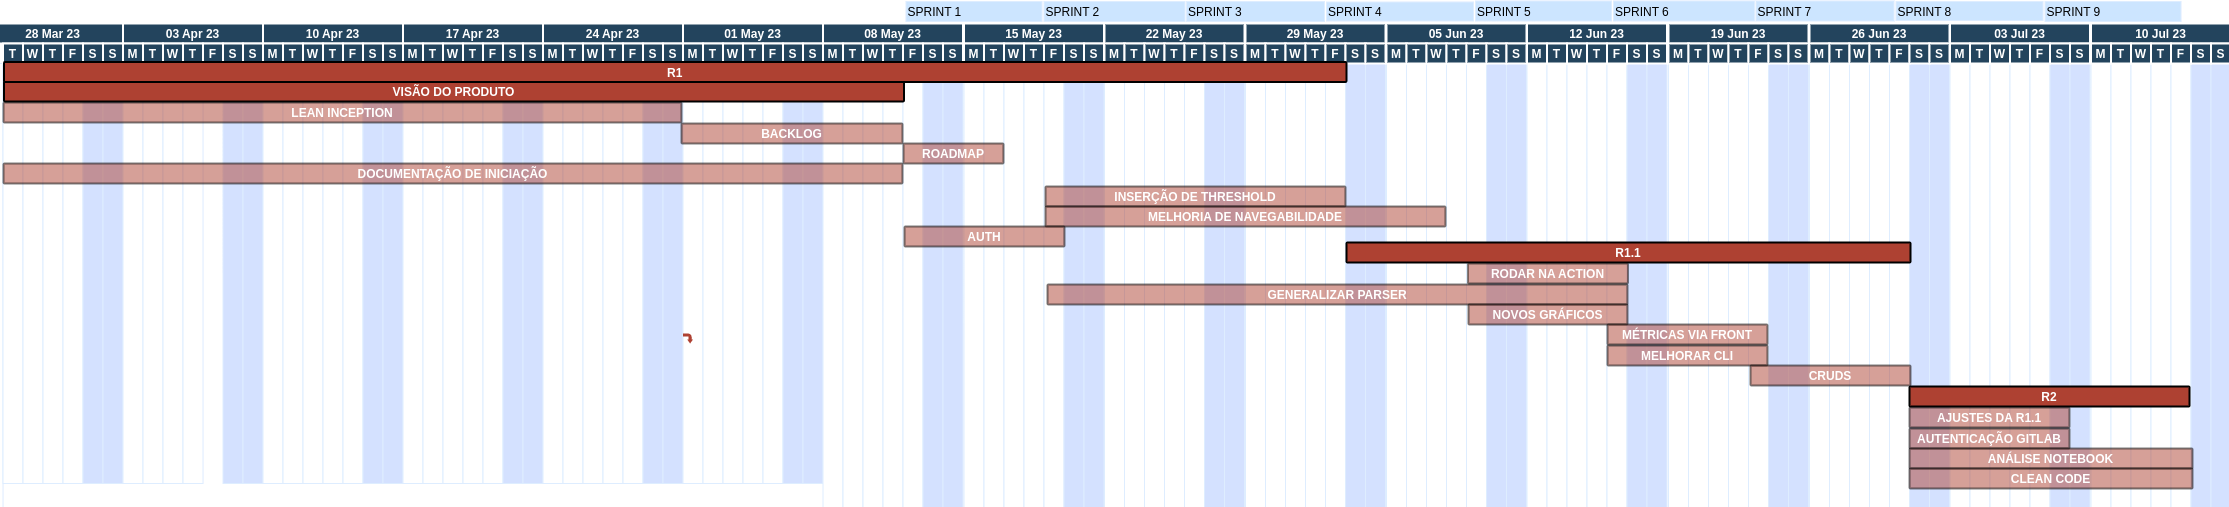 SPRINT 1 SPRINT 2 SPRINT 3 SPRINT 4 SPRINT 5 SPRINT 6 SPRINT 7 SPRINT 8 SPRINT 9
28 Mar 23 03 Apr 23 10 Apr 23 17 Apr 23 24 Apr 23 01 May 23 08 May 23 15 May 23 22 May 23 29 May 23 05 Jun 23 12 Jun 23 19 Jun 23 26 Jun 23 03 Jul 23 10 Jul 23
T W T F S S M T W T F S S M T W T F S S M T W T F S S M T W T F S S M T W T F S S M T W T F S S M T W T F S S M T W T F S S M T W T F S S M T W T F S S M T W T F S S M T W T F S S M T W T F S S M T W T F S S M T W T F S S
R1
VISÃO DO PRODUTO
LEAN INCEPTION
BACKLOG
ROADMAP
DOCUMENTAÇÃO DE INICIAÇÃO
INSERÇÃO DE THRESHOLD
MELHORIA DE NAVEGABILIDADE
AUTH
R1.1
RODAR NA ACTION
GENERALIZAR PARSER
NOVOS GRÁFICOS
MÉTRICAS VIA FRONT
MELHORAR CLI
CRUDS
R2
AJUSTES DA R1.1
AUTENTICAÇÃO GITLAB
ANÁLISE NOTEBOOK
CLEAN CODE